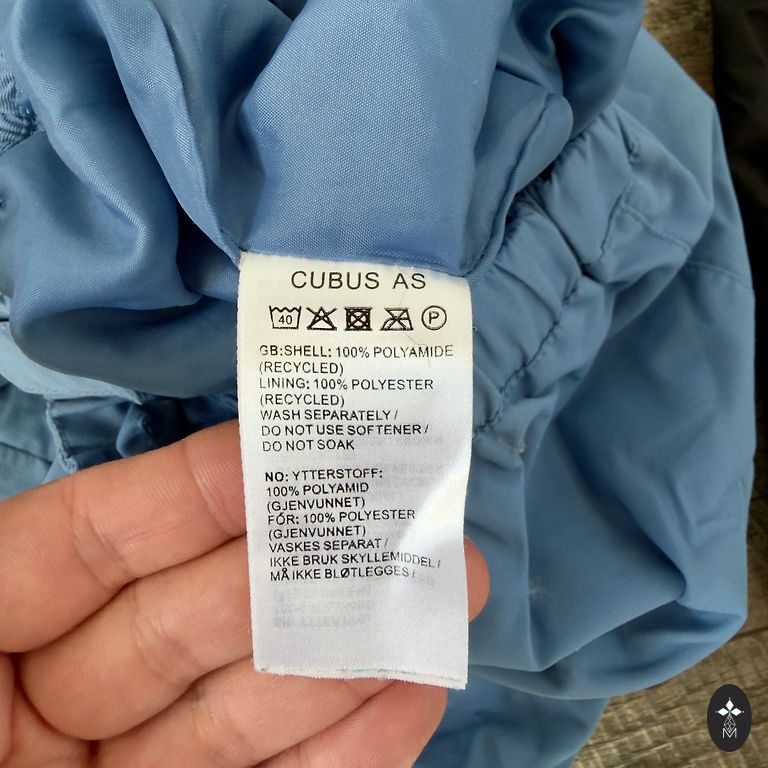 CUBUS AS
40 P
GB:SHELL: 100% POLYAMIDE
(RECYCLED)
LINING: 100% POLYESTER
(RECYCLED)
WASH SEPARATELY /
DO NOT USE SOFTENER /
DO NOT SOAK
NO: YTTERSTOFF:
100% POLYAMID
(GJENVUNNET)
FÓR: 100% POLYESTER
(GJENVUNNET)
VASKES SEPARAT /
IKKE BRUK SKYLLEMIDDEL /
MÅ IKKE BLØTLEGGES /
M